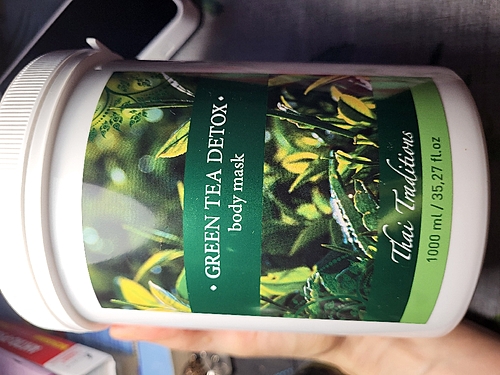 • GREEN TEA DETOX •
body mask
Thai Traditions
1000 ml / 35,27 fl.oz